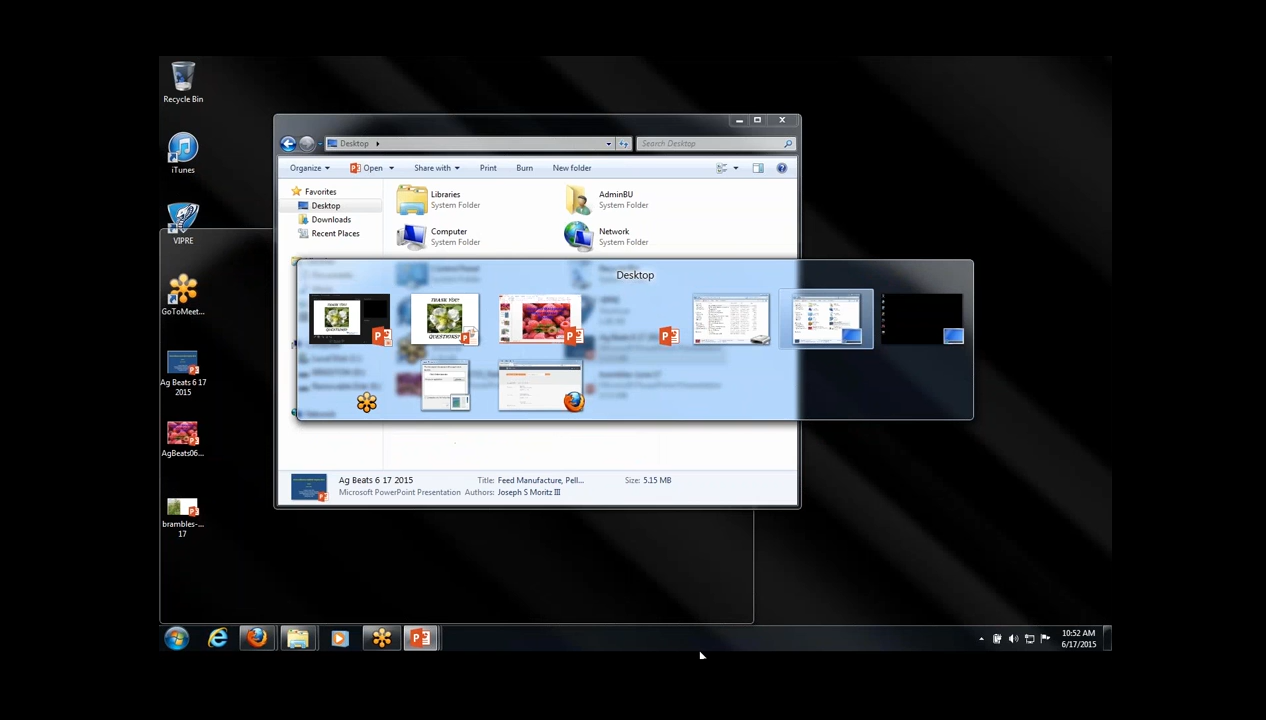 Recycle Bin
iTunes
VIPRE
GoToMeet...
Ag Beats 6 17
2015
AgBeats06...
brambles-...
17
Desktop
Search Desktop
Organize
Open
Share with
Print
Burn
New folder
Favorites
Desktop
Downloads
Recent Places
Libraries
System Folder
AdminBU
System Folder
Computer
System Folder
Network
System Folder
Desktop
THANK YOU!
QUESTIONS?
Ag Beats 6 17 2015
Microsoft PowerPoint Presentation
Title: Feed Manufacture, Pell...
Authors: Joseph S Moritz III
Size: 5.15 MB
10:52 AM
6/17/2015